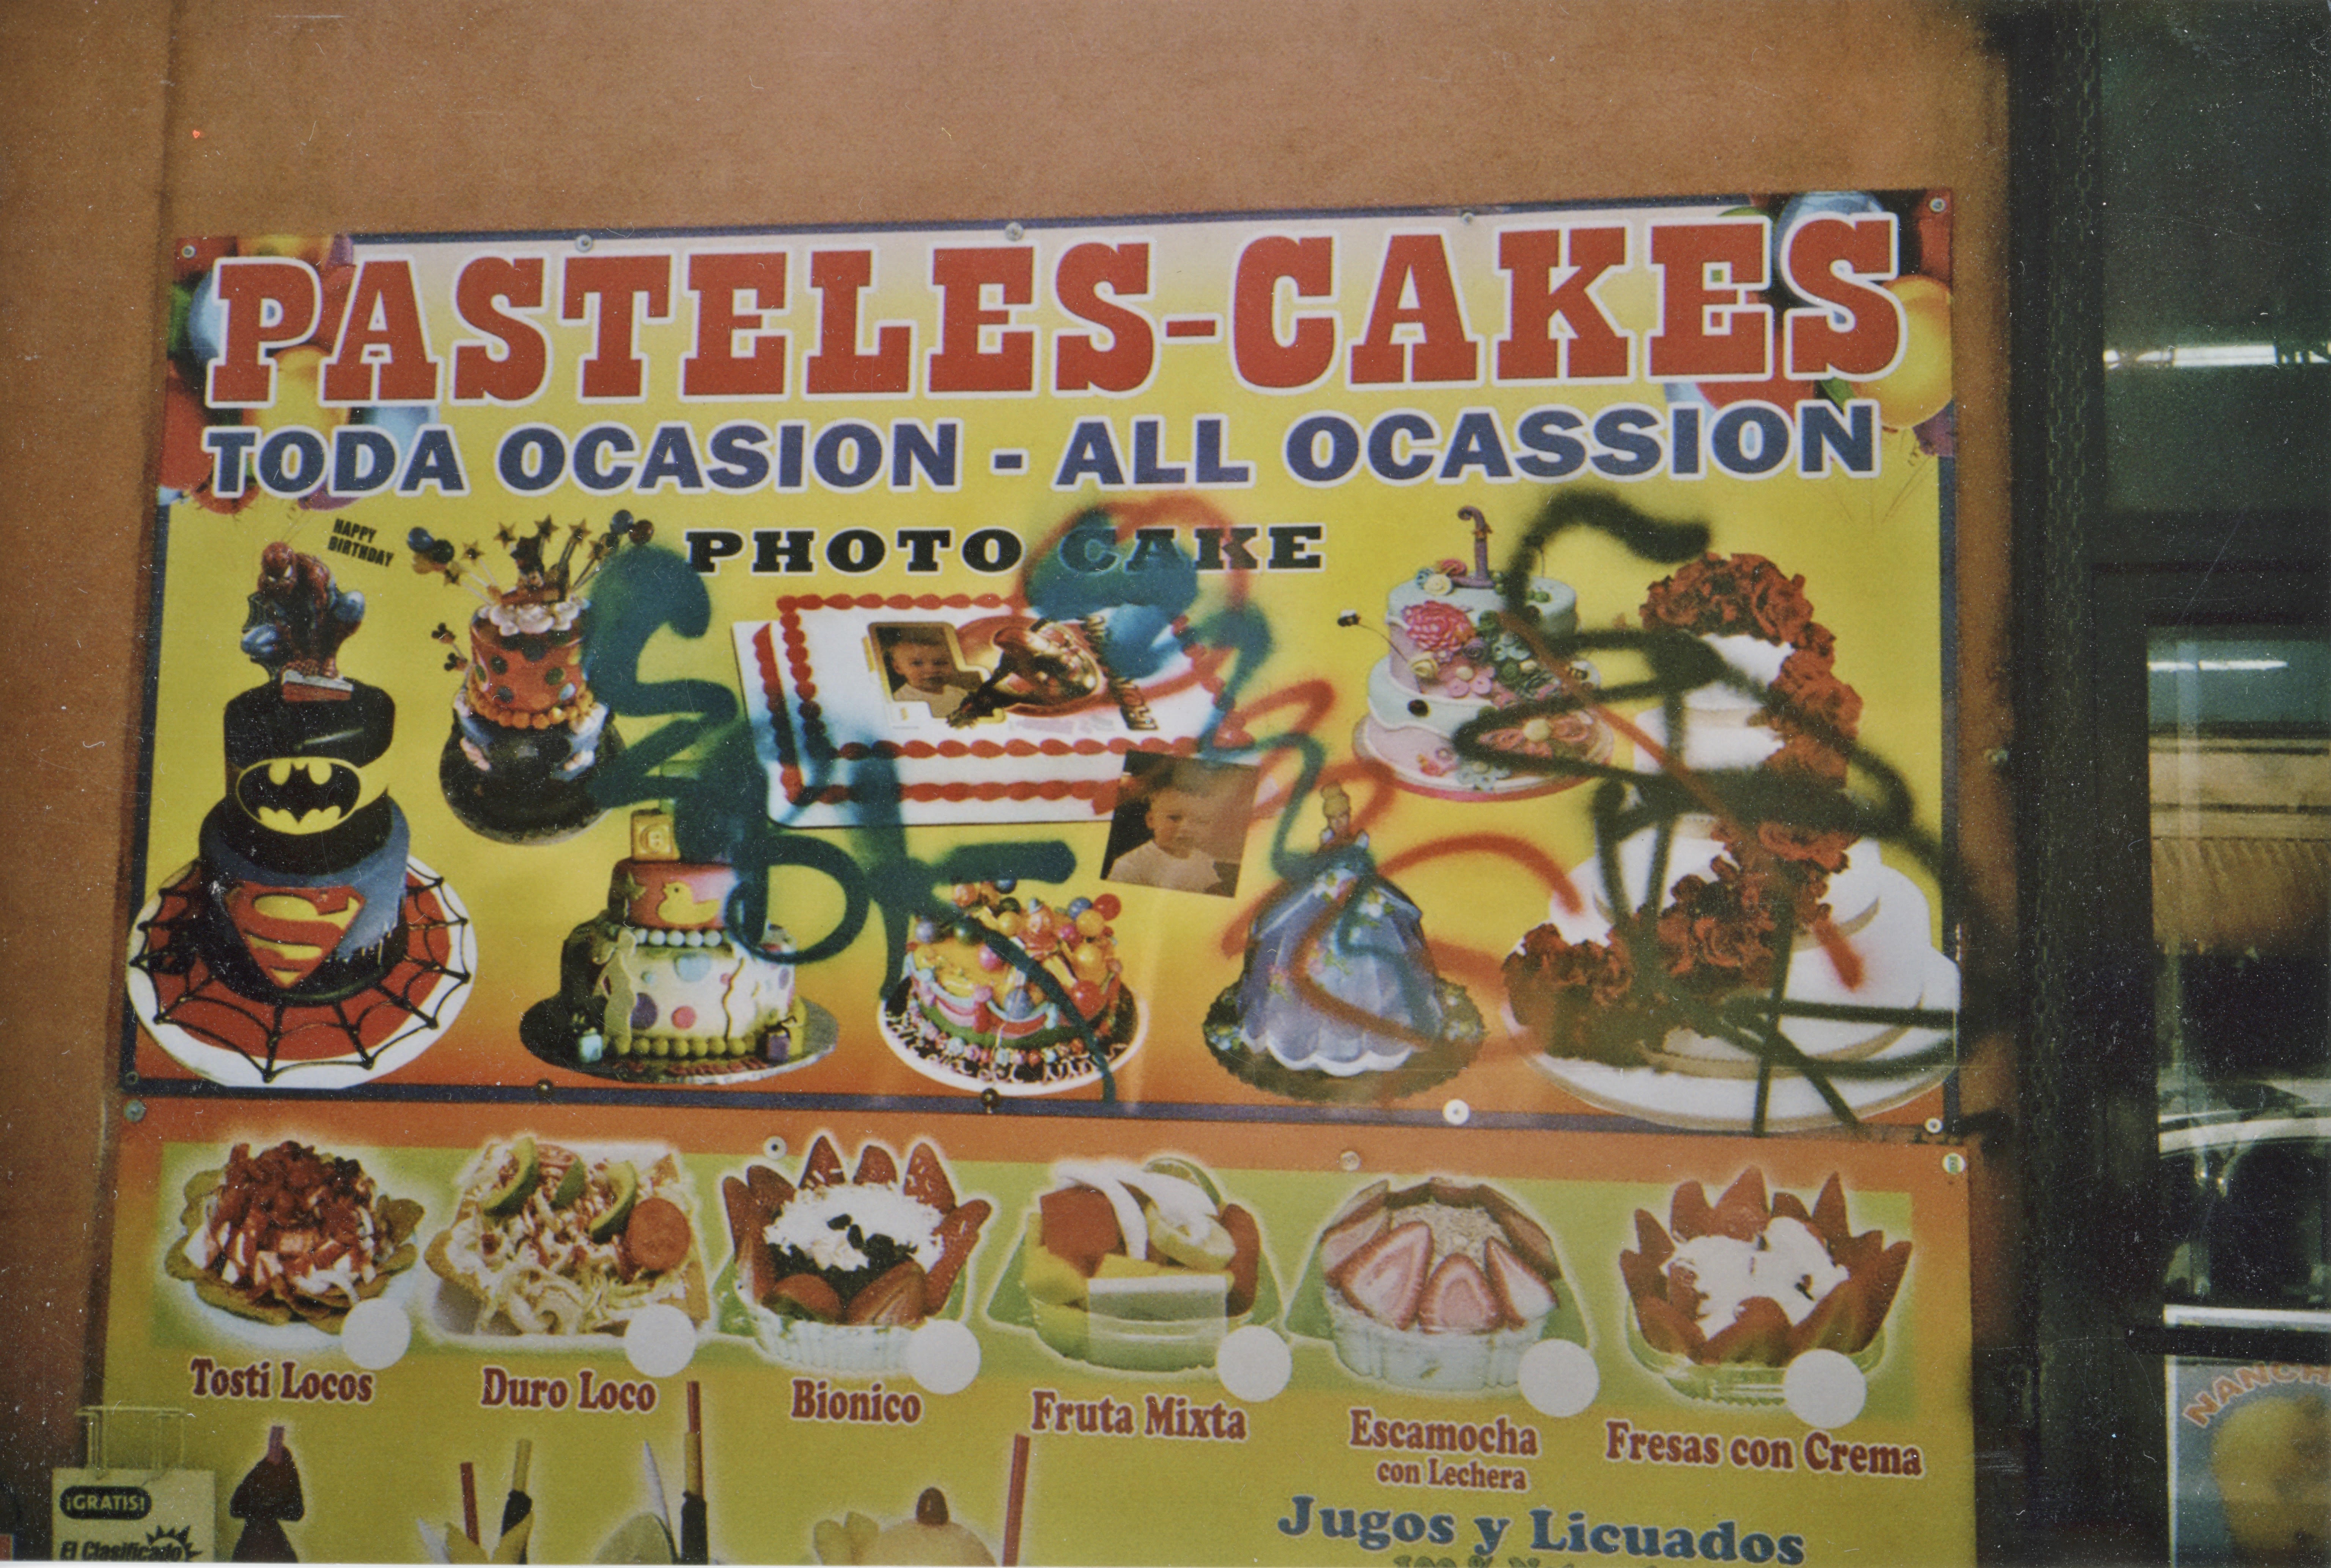 PASTELES-CAKES
TODA OCASION - ALL OCASSION
HAPPY
BIRTHDAY
PHOTO CAKE
Tosti Locos
Duro Loco
Bionico
Fruta Mixta
Escamocha
con Lechera
Fresas con Crema
¡GRATIS!
El Clasificado
Jugos y Licuados